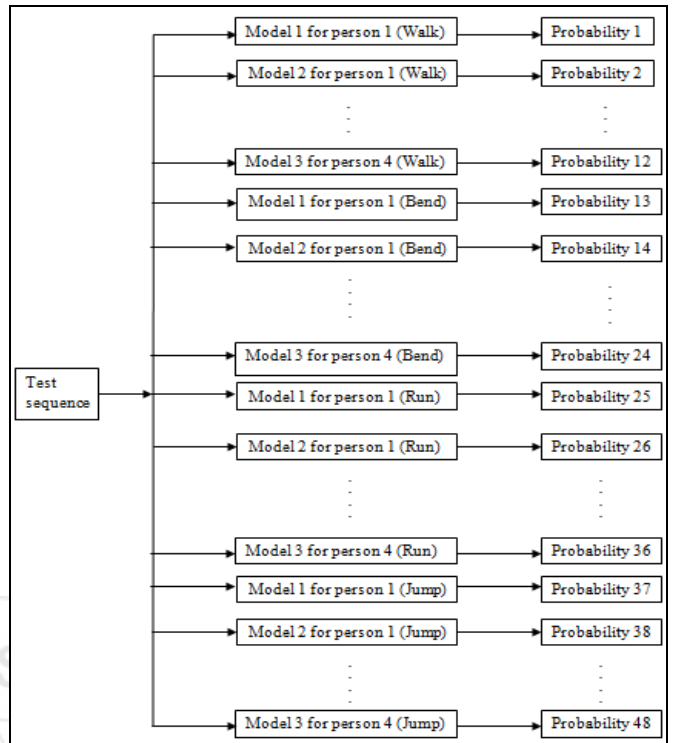 Model 1 for person 1 (Walk) Probability 1
Model 2 for person 1 (Walk) Probability 2
Model 3 for person 4 (Walk) Probability 12
Model 1 for person 1 (Bend) Probability 13
Model 2 for person 1 (Bend) Probability 14
Model 3 for person 4 (Bend) Probability 24
Test
sequence
Model 1 for person 1 (Run) Probability 25
Model 2 for person 1 (Run) Probability 26
Model 3 for person 4 (Run) Probability 36
Model 1 for person 1 (Jump) Probability 37
Model 2 for person 1 (Jump) Probability 38
Model 3 for person 4 (Jump) Probability 48